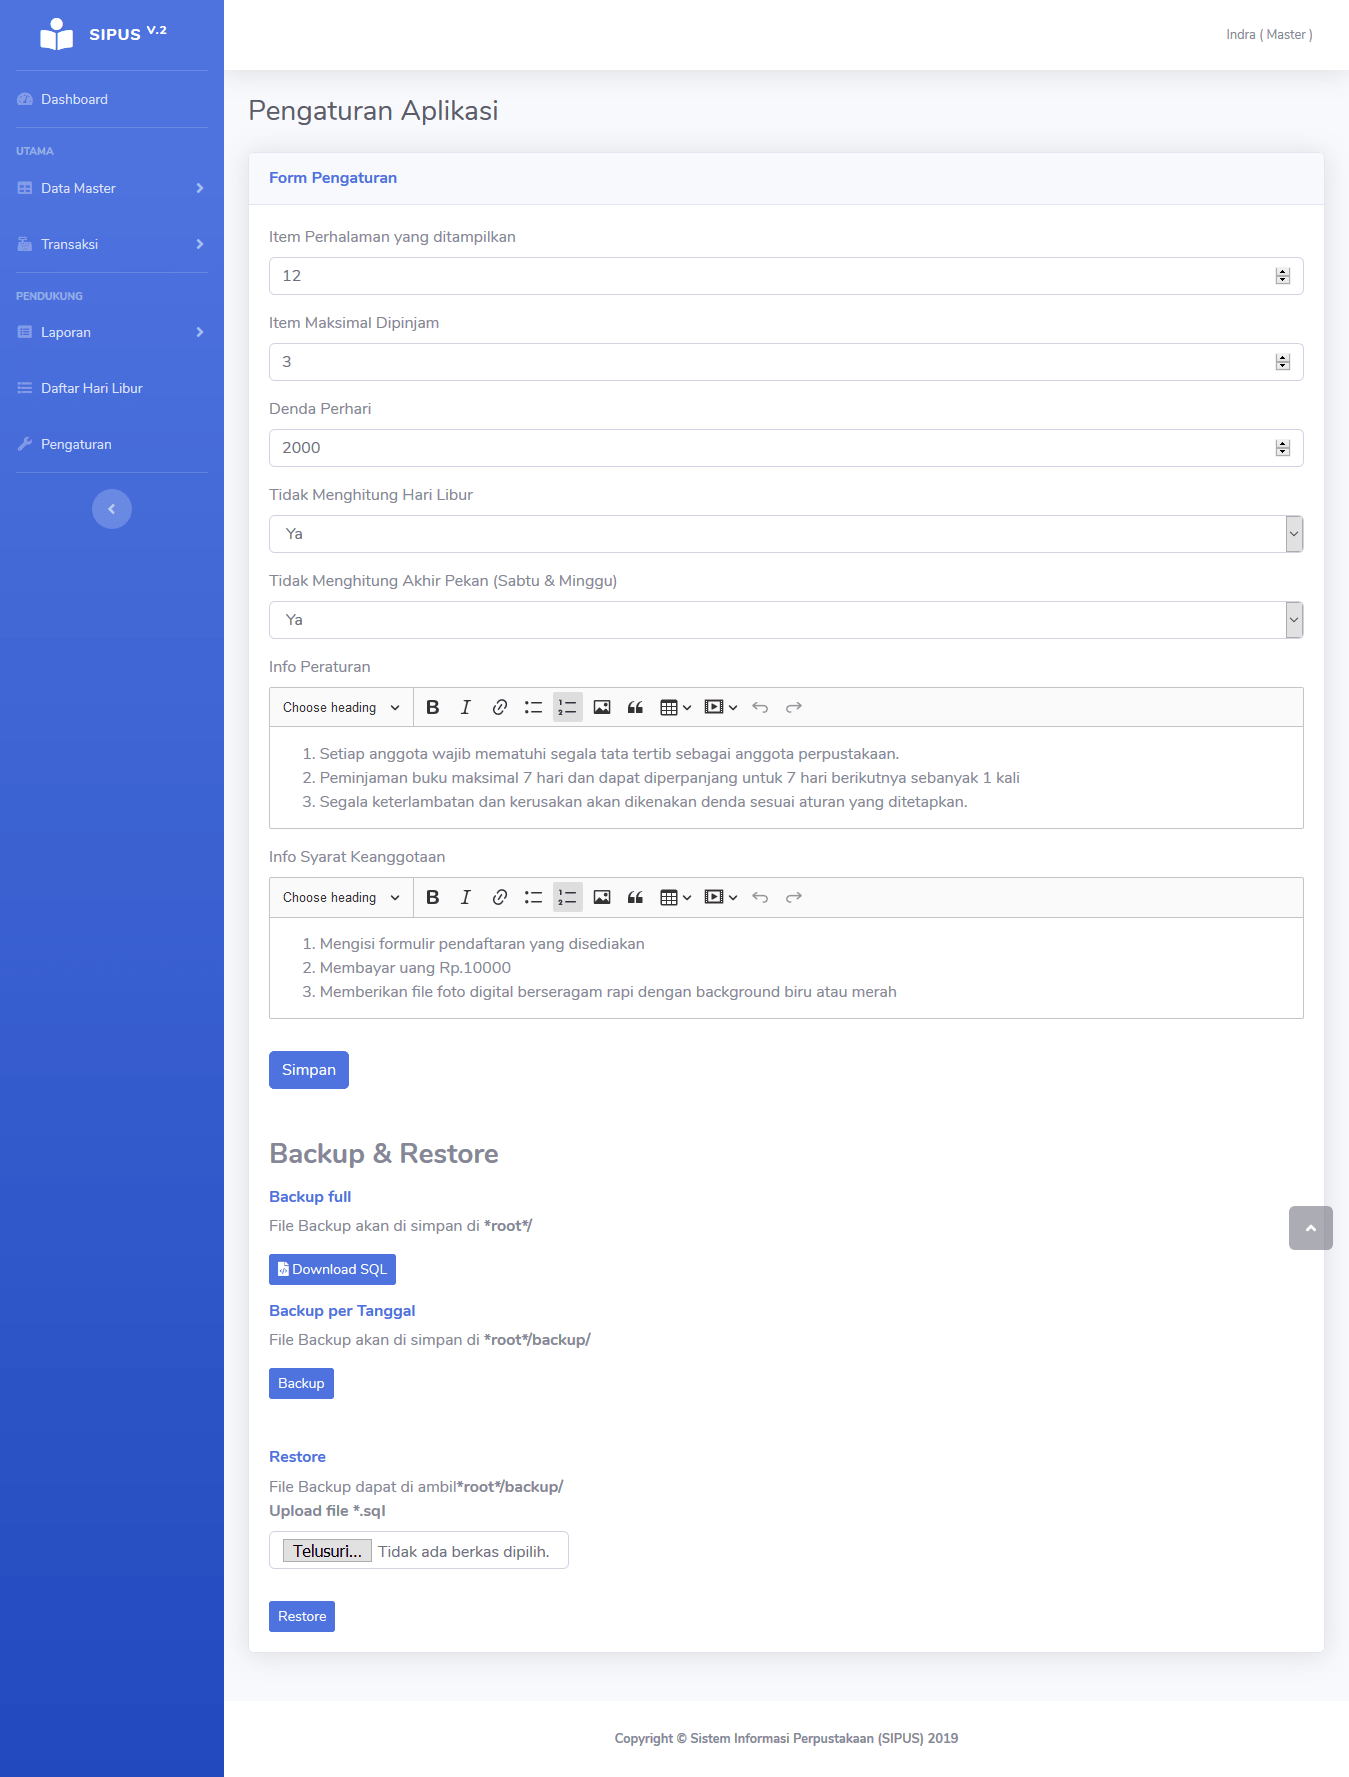 SIPUS V.2
Indra ( Master )
Dashboard
UTAMA
Data Master
Transaksi
PENDUKUNG
Laporan
Daftar Hari Libur
Pengaturan
Pengaturan Aplikasi
Form Pengaturan
Item Perhalaman yang ditampilkan
12
Item Maksimal Dipinjam
3
Denda Perhari
2000
Tidak Menghitung Hari Libur
Ya
Tidak Menghitung Akhir Pekan (Sabtu & Minggu)
Ya
Info Peraturan
Choose heading
1. Setiap anggota wajib mematuhi segala tata tertib sebagai anggota perpustakaan.
2. Peminjaman buku maksimal 7 hari dan dapat diperpanjang untuk 7 hari berikutnya sebanyak 1 kali
3. Segala keterlambatan dan kerusakan akan dikenakan denda sesuai aturan yang ditetapkan.
Info Syarat Keanggotaan
Choose heading
1. Mengisi formulir pendaftaran yang disediakan
2. Membayar uang Rp.10000
3. Memberikan file foto digital berseragam rapi dengan background biru atau merah
Simpan
Backup & Restore
Backup full
File Backup akan di simpan di *root*/
Download SQL
Backup per Tanggal
File Backup akan di simpan di *root*/backup/
Backup
Restore
File Backup dapat di ambil*root*/backup/
Upload file *.sql
Telusuri... Tidak ada berkas dipilih.
Restore
Copyright © Sistem Informasi Perpustakaan (SIPUS) 2019